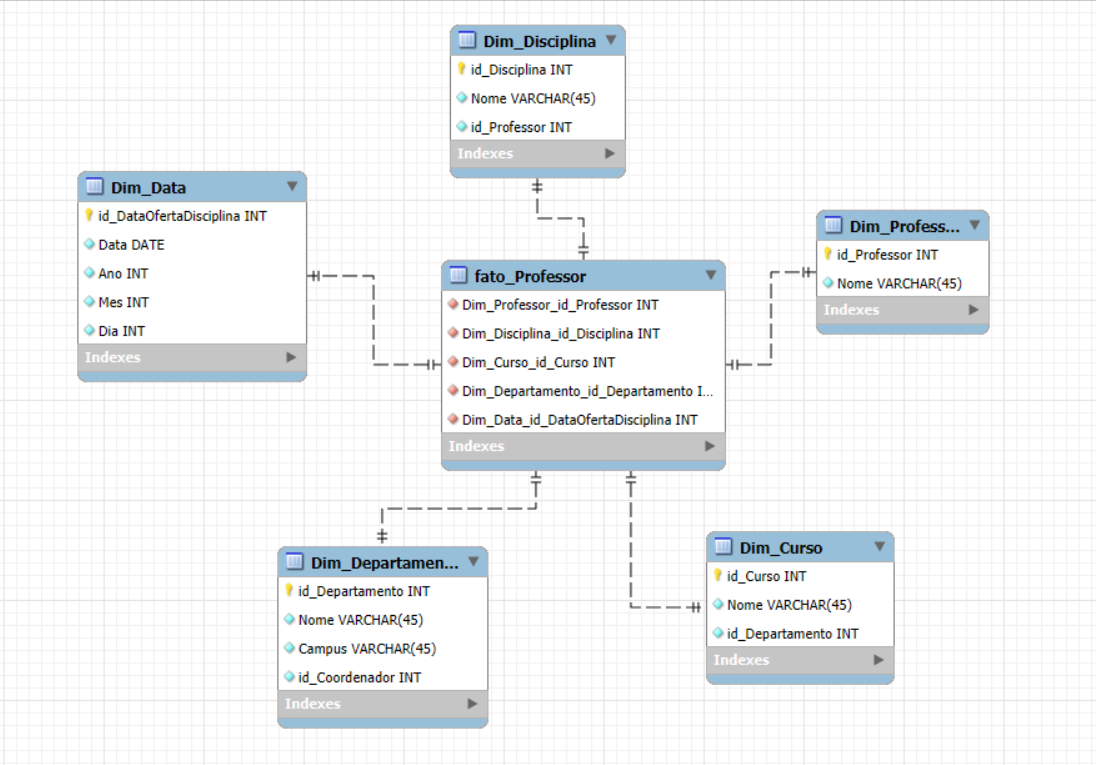 Dim_Disciplina
id_Disciplina INT
Nome VARCHAR(45)
id_Professor INT
Indexes
Dim_Data
id_DataOfertaDisciplina INT
Data DATE
Ano INT
Mes INT
Dia INT
Indexes
Dim_Profess...
id_Professor INT
Nome VARCHAR(45)
Indexes
fato_Professor
Dim_Professor_id_Professor INT
Dim_Disciplina_id_Disciplina INT
Dim_Curso_id_Curso INT
Dim_Departamento_id_Departamento I...
Dim_Data_id_DataOfertaDisciplina INT
Indexes
Dim_Departamen...
id_Departamento INT
Nome VARCHAR(45)
Campus VARCHAR(45)
id_Coordenador INT
Indexes
Dim_Curso
id_Curso INT
Nome VARCHAR(45)
id_Departamento INT
Indexes